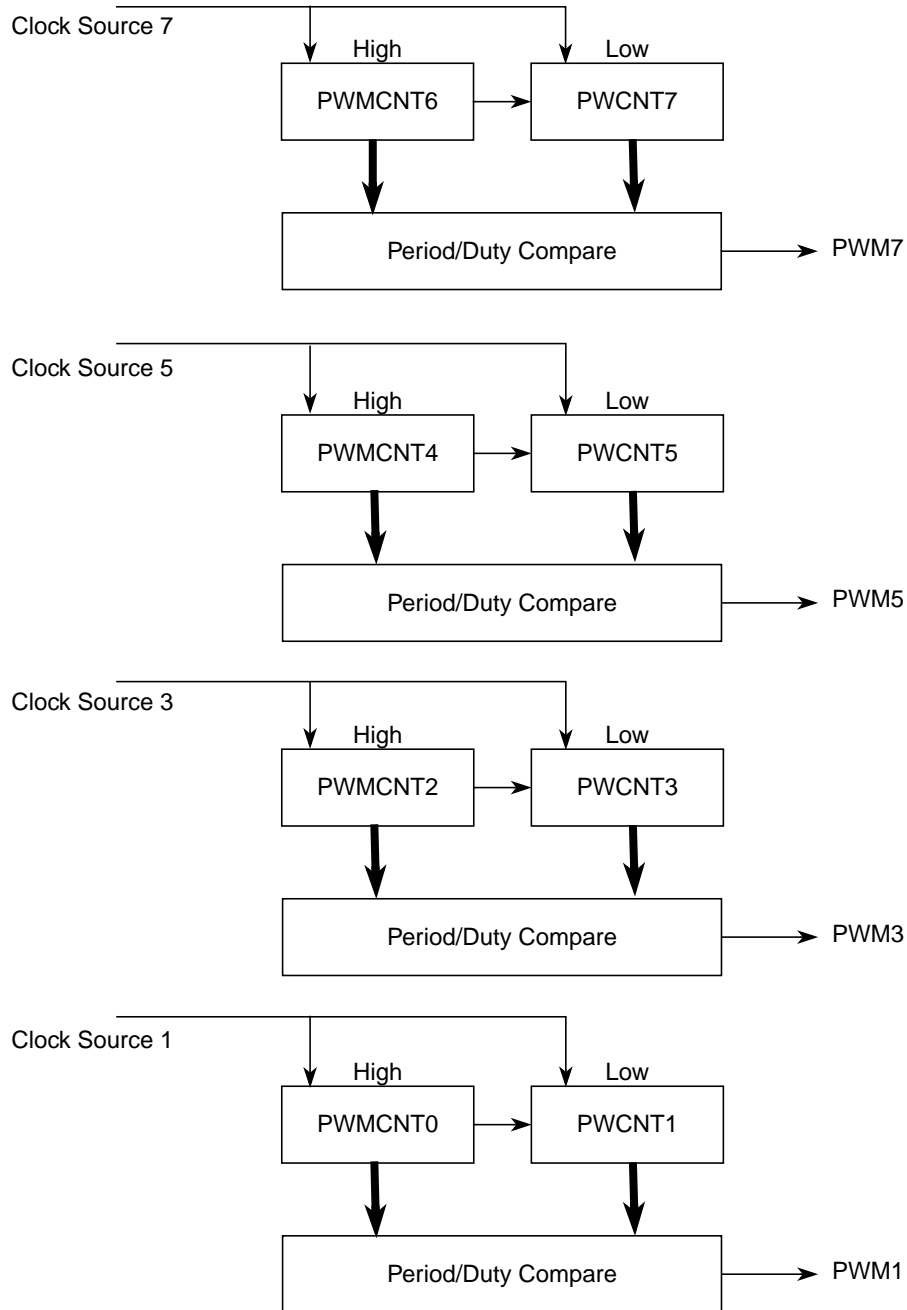 Clock Source 7
High
Low
PWMCNT6
PWCNT7
Period/Duty Compare
PWM7
Clock Source 5
High
Low
PWMCNT4
PWCNT5
Period/Duty Compare
PWM5
Clock Source 3
High
Low
PWMCNT2
PWCNT3
Period/Duty Compare
PWM3
Clock Source 1
High
Low
PWMCNT0
PWCNT1
Period/Duty Compare
PWM1